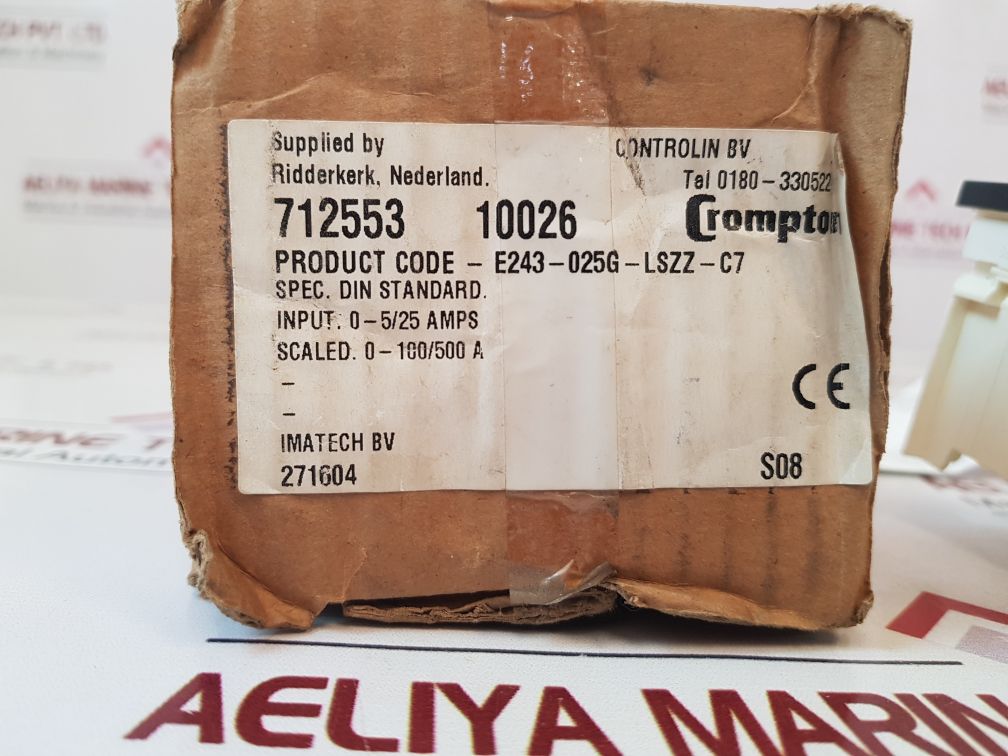 Supplied by CONTROLIN BV
Ridderkerk, Nederland. Tel 0180-330522
712553 10026 Crompton
PRODUCT CODE - E243-025G-LSZZ-C7
SPEC. DIN STANDARD.
INPUT. 0-5/25 AMPS
SCALED. 0-100/500 A
-
-
CE
IMATECH BV
271604 S08
AELIYA MARIN